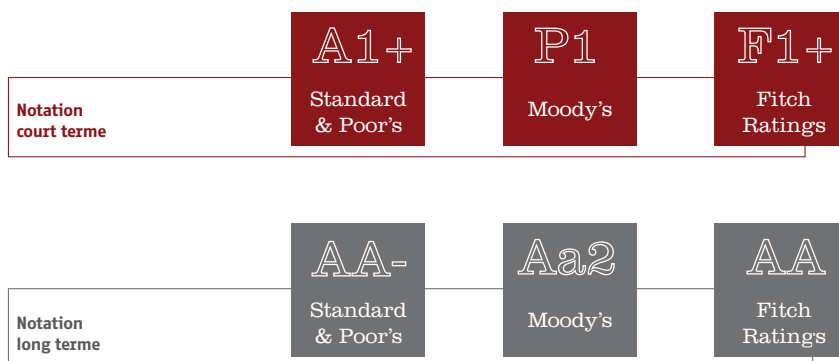 A1+
Standard
& Poor's
P1
Moody's
F1+
Fitch
Ratings
Notation
court terme
AA-
Standard
& Poor's
Aa2
Moody's
AA
Fitch
Ratings
Notation
long terme